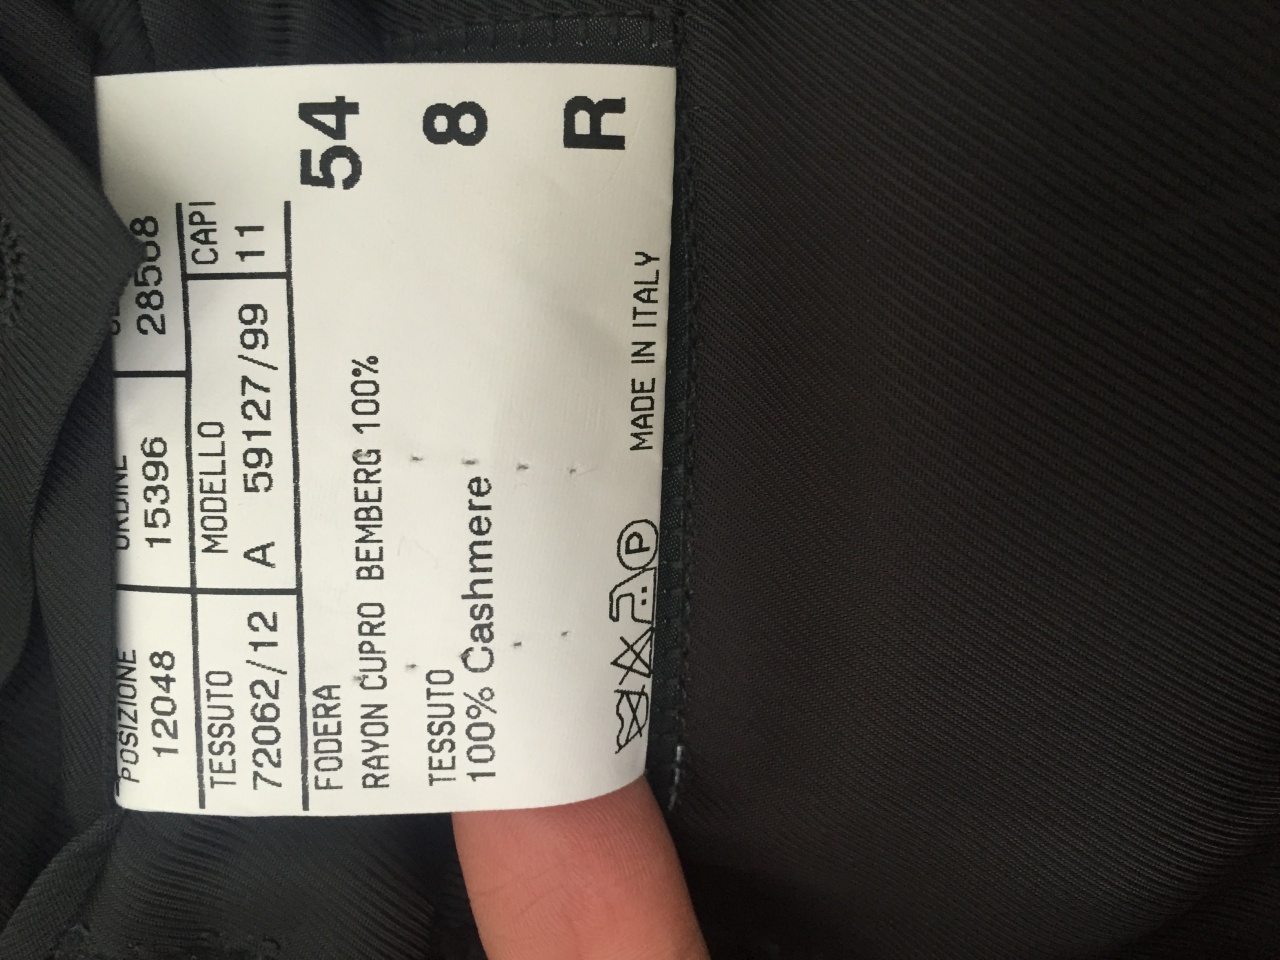 POSIZIONE ORDINE
12048 15396
TESSUTO MODELLO CAPI
72062/12 A 59127/99 11
FODERA 54
RAYON CUPRO BEMBERG 100%
TESSUTO 8
100% Cashmere
R
P MADE IN ITALY